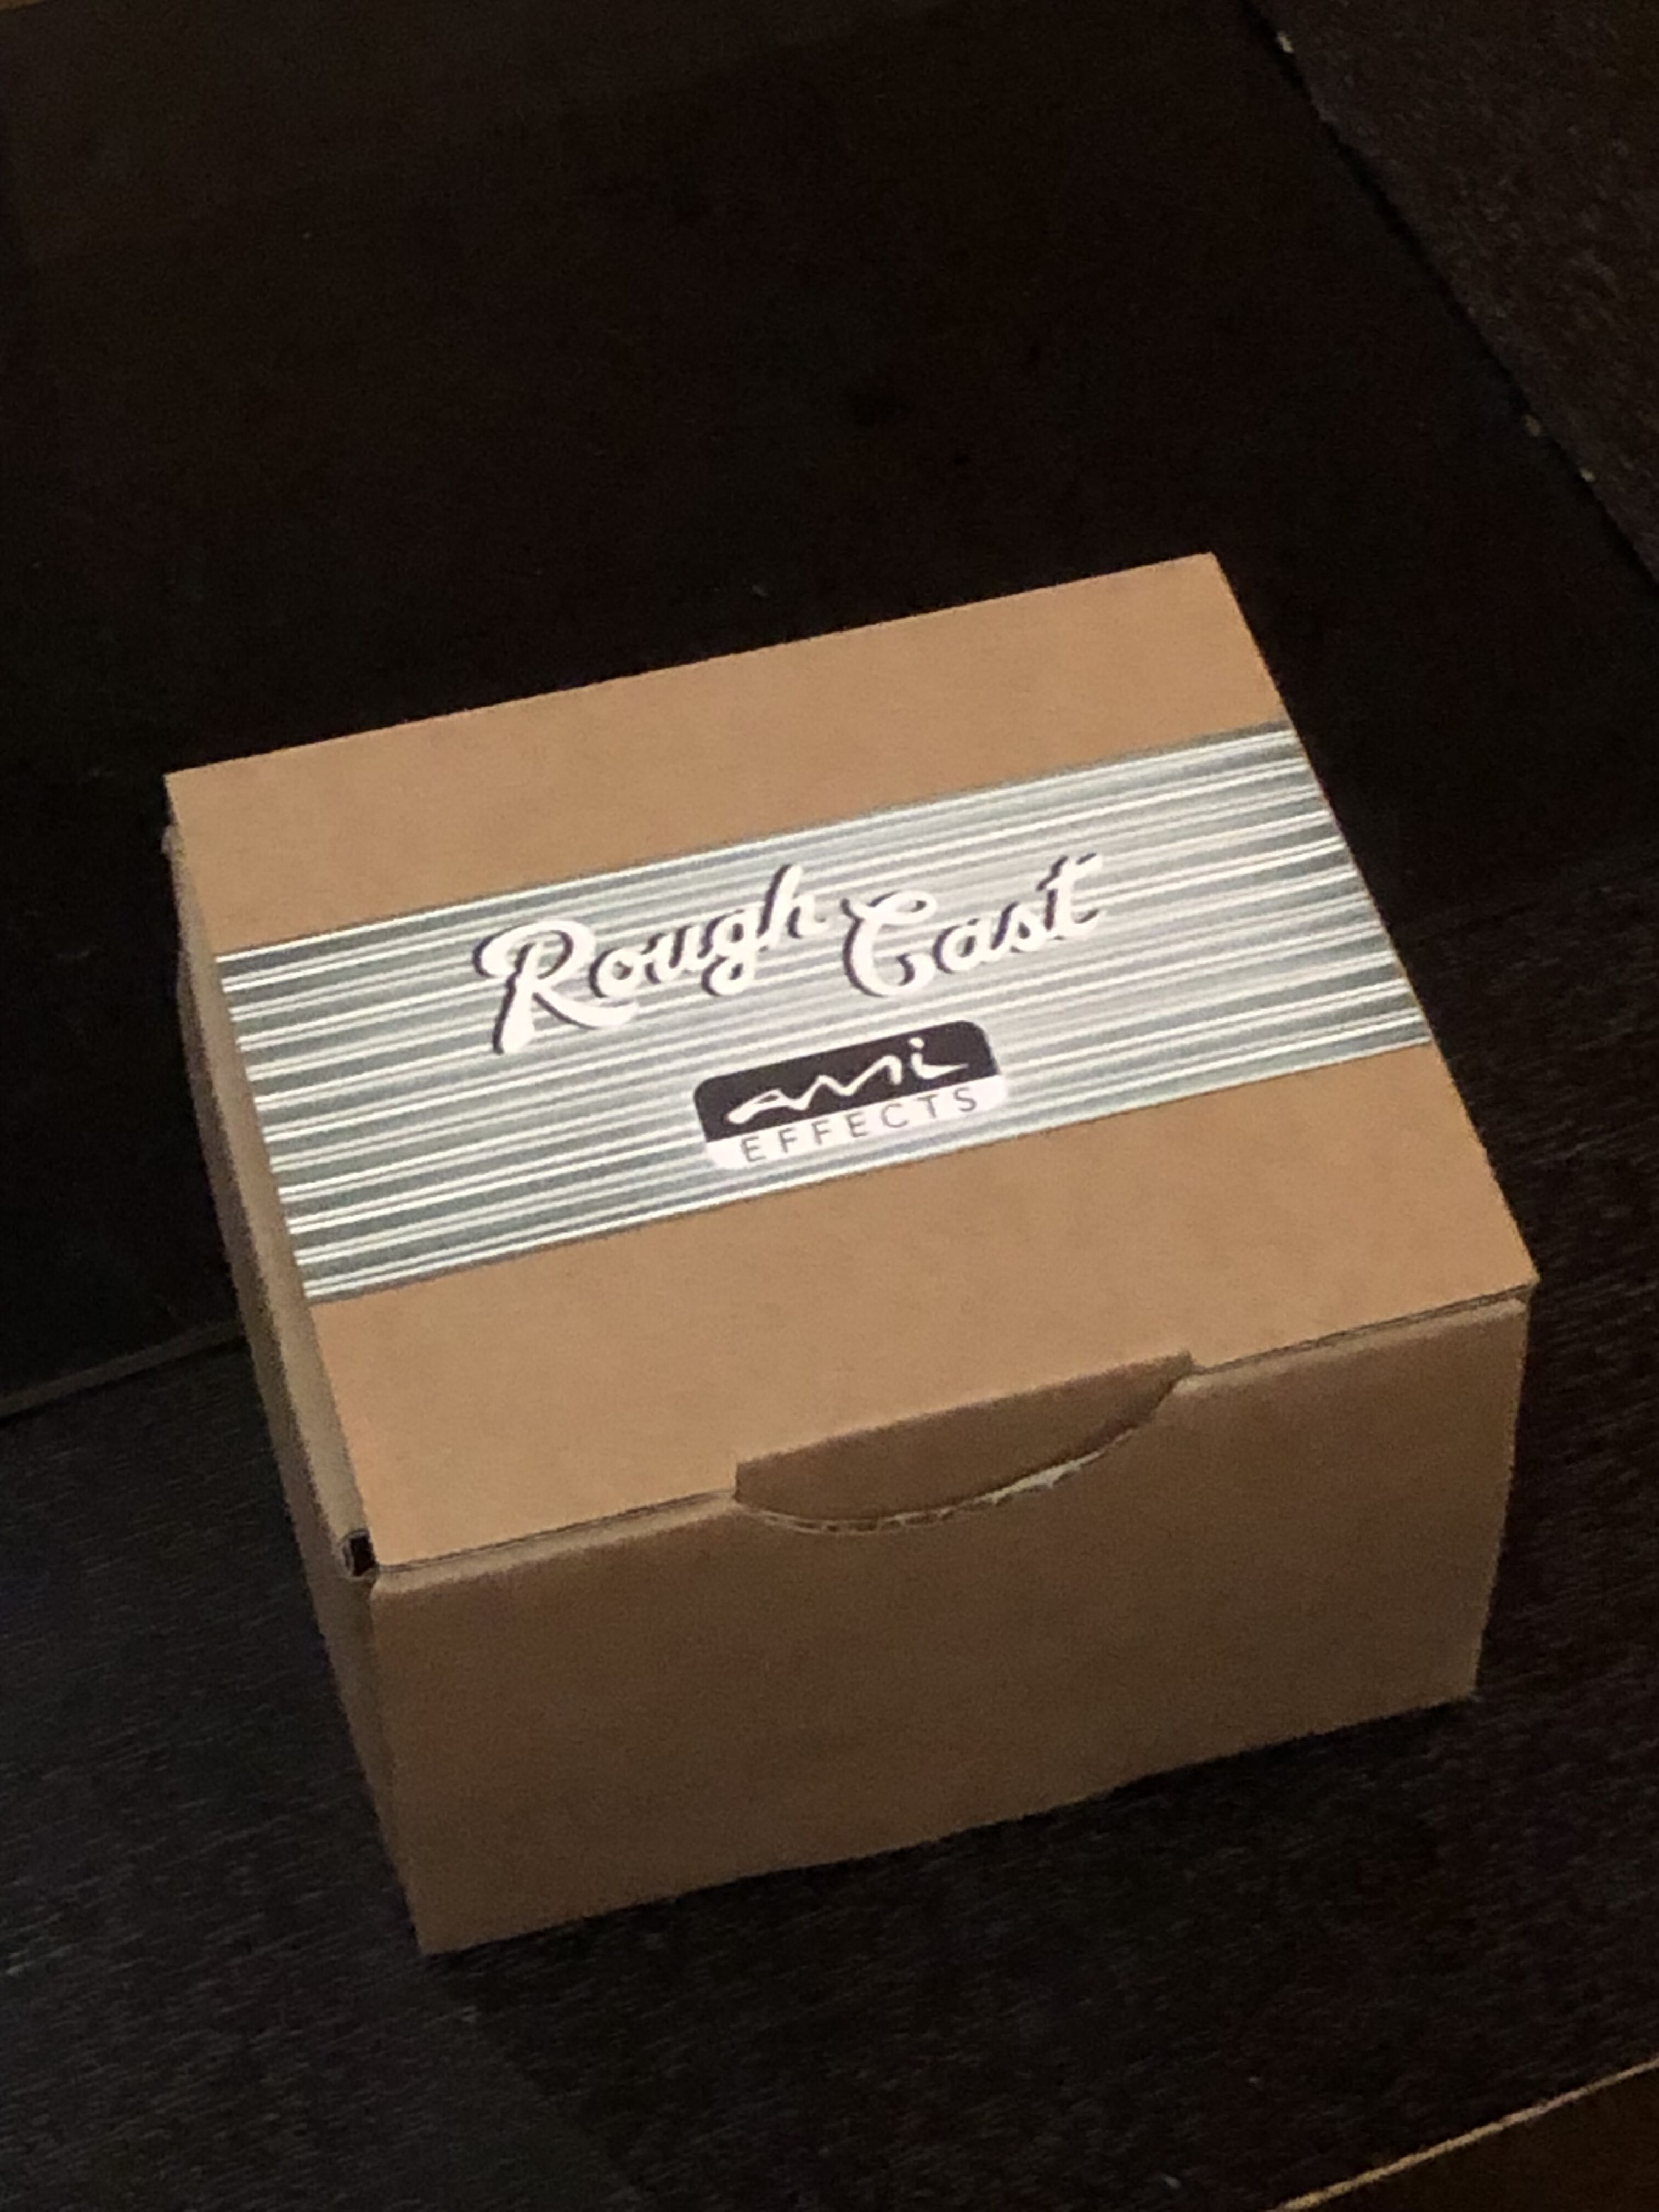 Rough Cast
AMi
EFFECTS